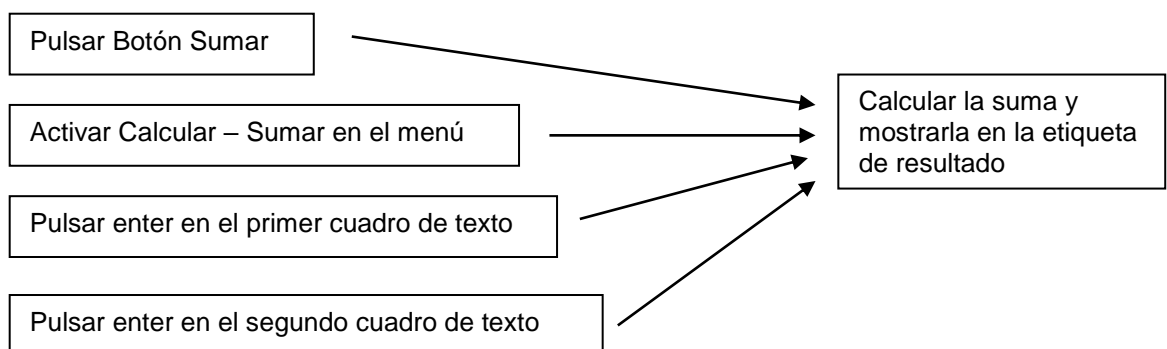 Pulsar Botón Sumar
Activar Calcular – Sumar en el menú
Pulsar enter en el primer cuadro de texto
Pulsar enter en el segundo cuadro de texto
Calcular la suma y
mostrarla en la etiqueta
de resultado